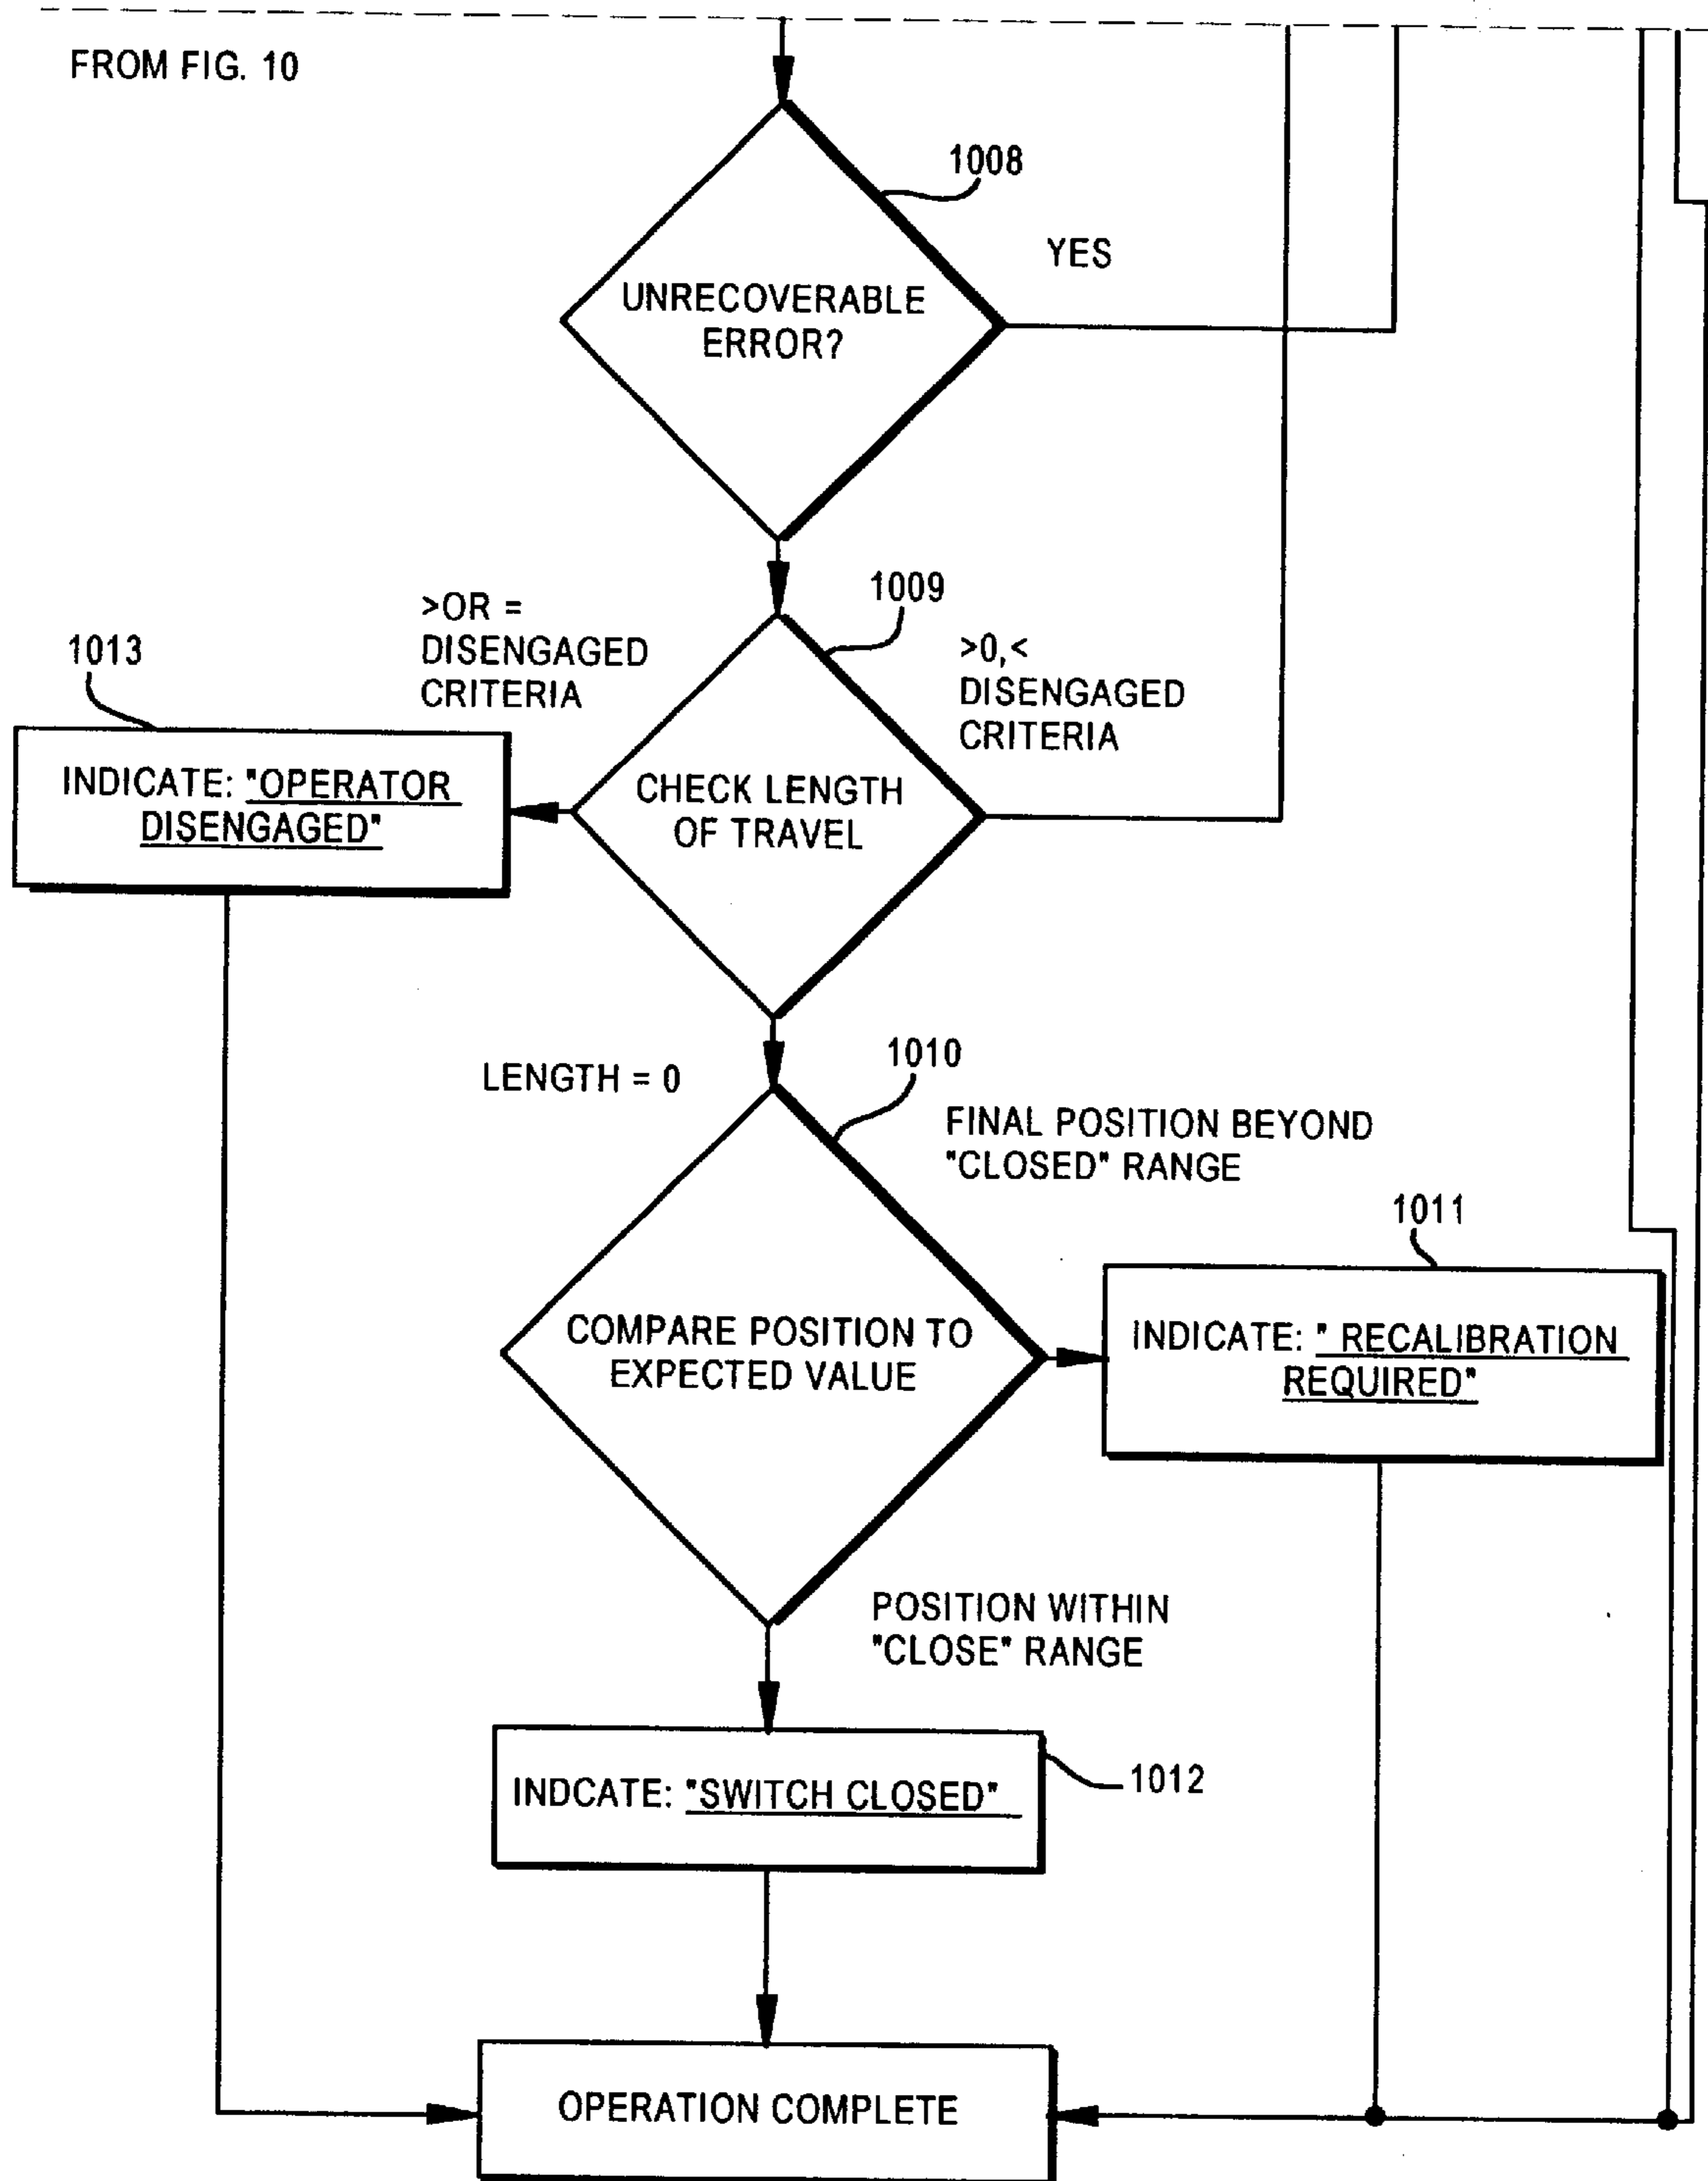 FROM FIG. 10
1008
YES
UNRECOVERABLE
ERROR?
1009
>OR =
DISENGAGED
CRITERIA
>0,<
DISENGAGED
CRITERIA
1013
INDICATE: "OPERATOR
DISENGAGED"
CHECK LENGTH
OF TRAVEL
LENGTH = 0
1010
FINAL POSITION BEYOND
"CLOSED" RANGE
1011
COMPARE POSITION TO
EXPECTED VALUE
INDICATE: " RECALIBRATION
REQUIRED"
POSITION WITHIN
"CLOSE" RANGE
INDCATE: "SWITCH CLOSED"
1012
OPERATION COMPLETE